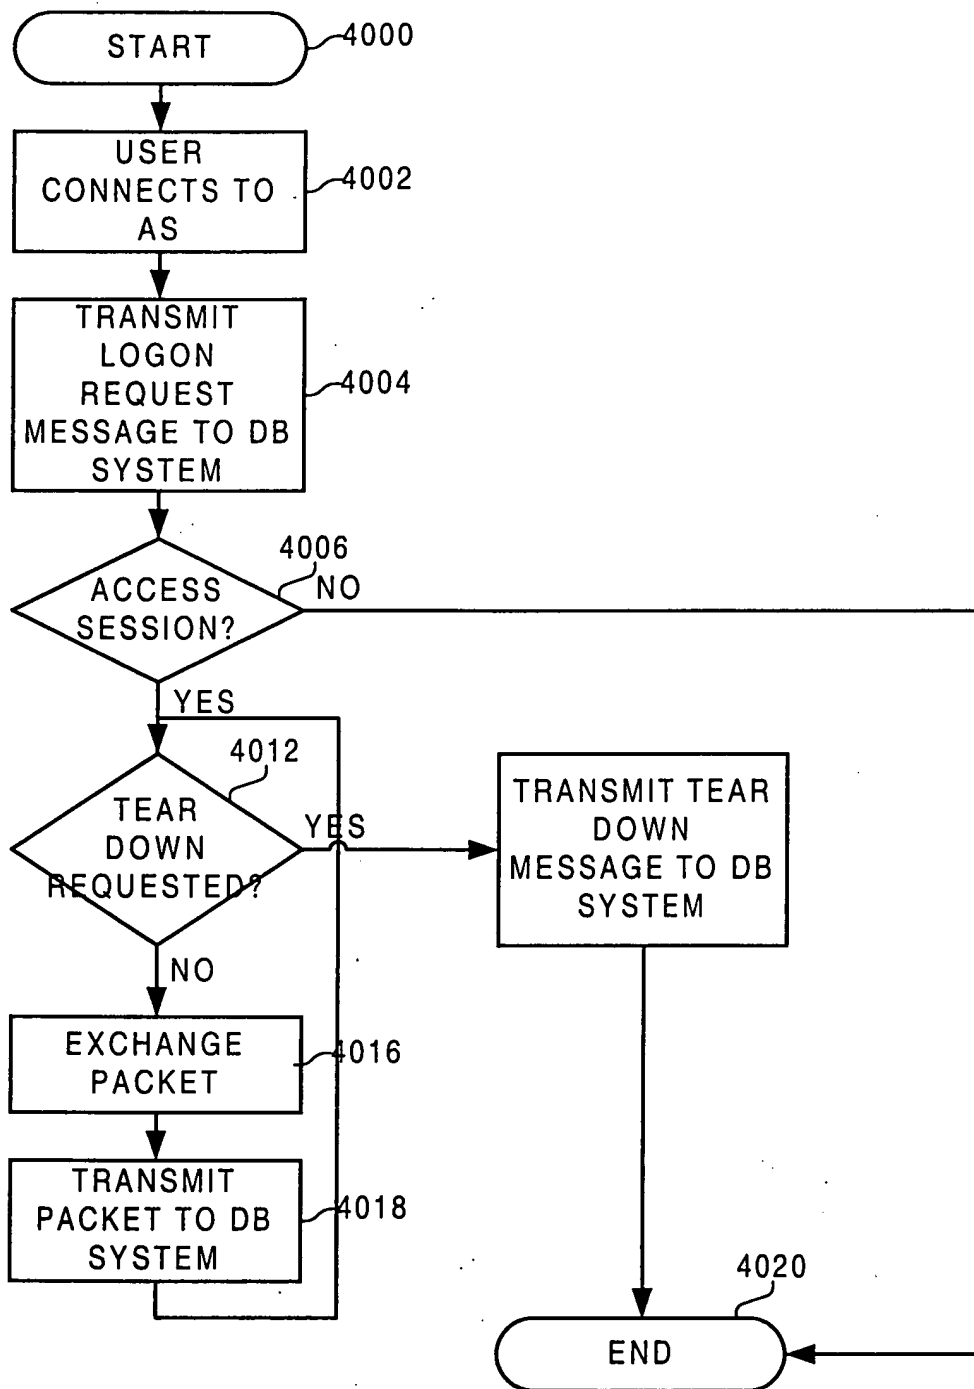 START
4000
USER
CONNECTS TO
AS
4002
TRANSMIT
LOGON
REQUEST
MESSAGE TO DB
SYSTEM
4004
4006
NO
ACCESS
SESSION?
YES
4012
TEAR
DOWN
REQUESTED?
YES
TRANSMIT TEAR
DOWN
MESSAGE TO DB
SYSTEM
NO
EXCHANGE
PACKET
4016
TRANSMIT
PACKET TO DB
SYSTEM
4018
4020
END